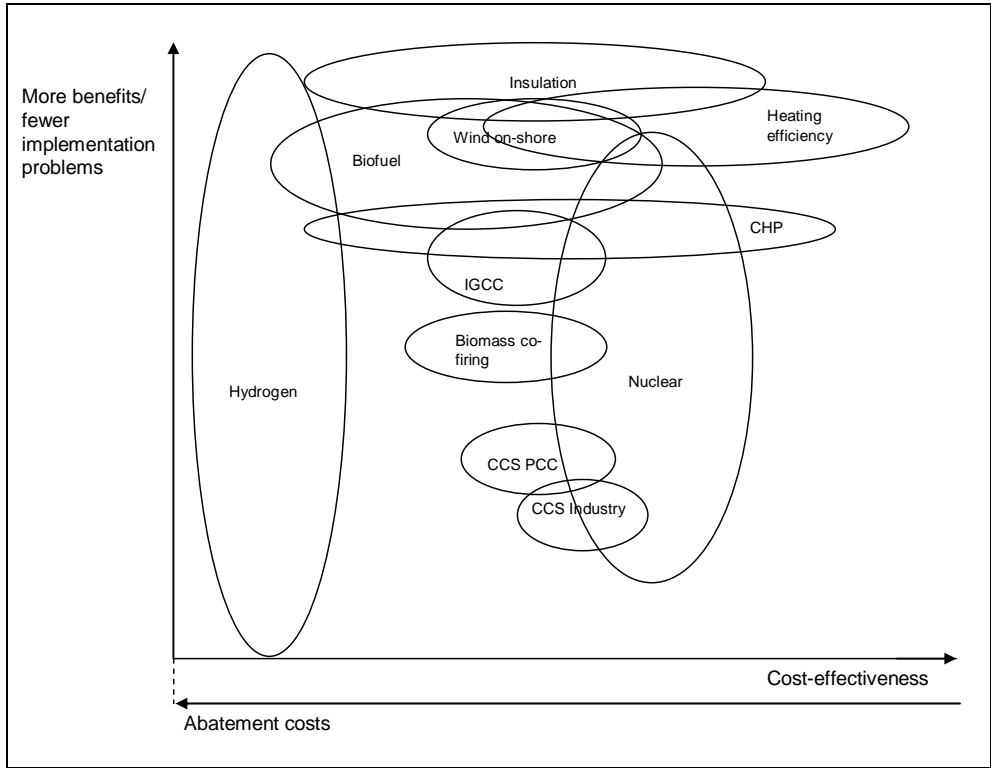 More benefits/
fewer
implementation
problems
Insulation
Heating
efficiency
Wind on-shore
Biofuel
CHP
IGCC
Biomass co-
firing
Nuclear
Hydrogen
CCS PCC
CCS Industry
Cost-effectiveness
Abatement costs